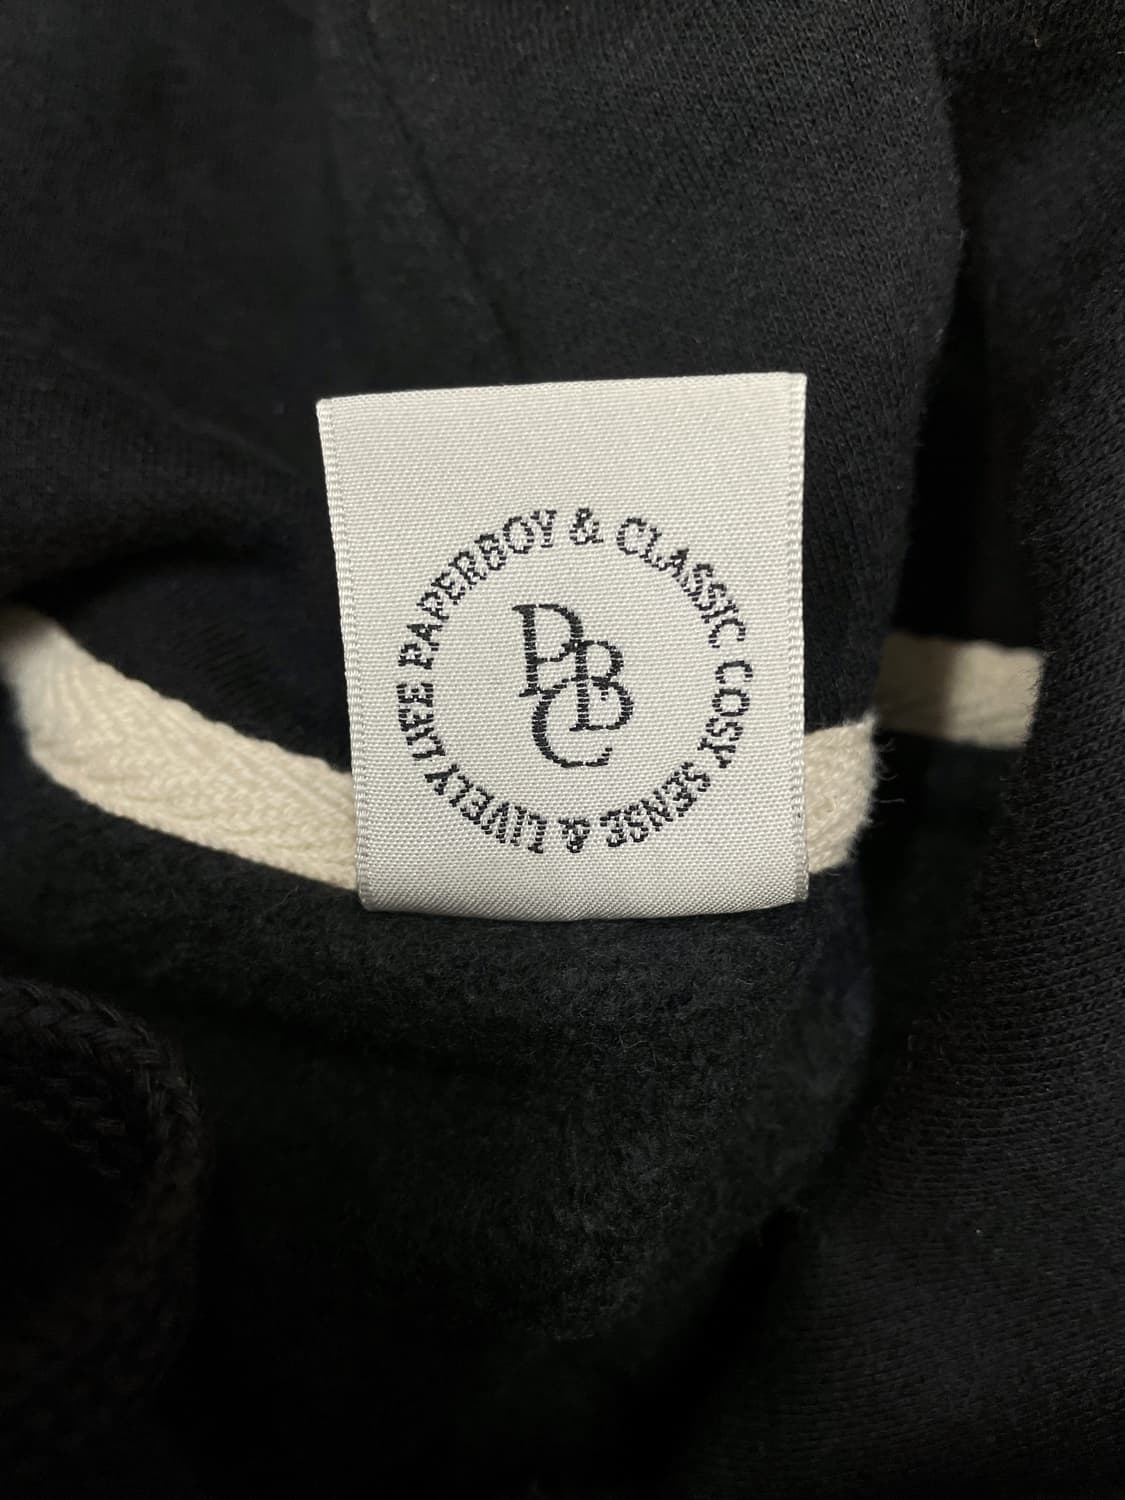 PAPERBOY & CLASSIC COSY SENSE & LIVELY LIFE
PBC